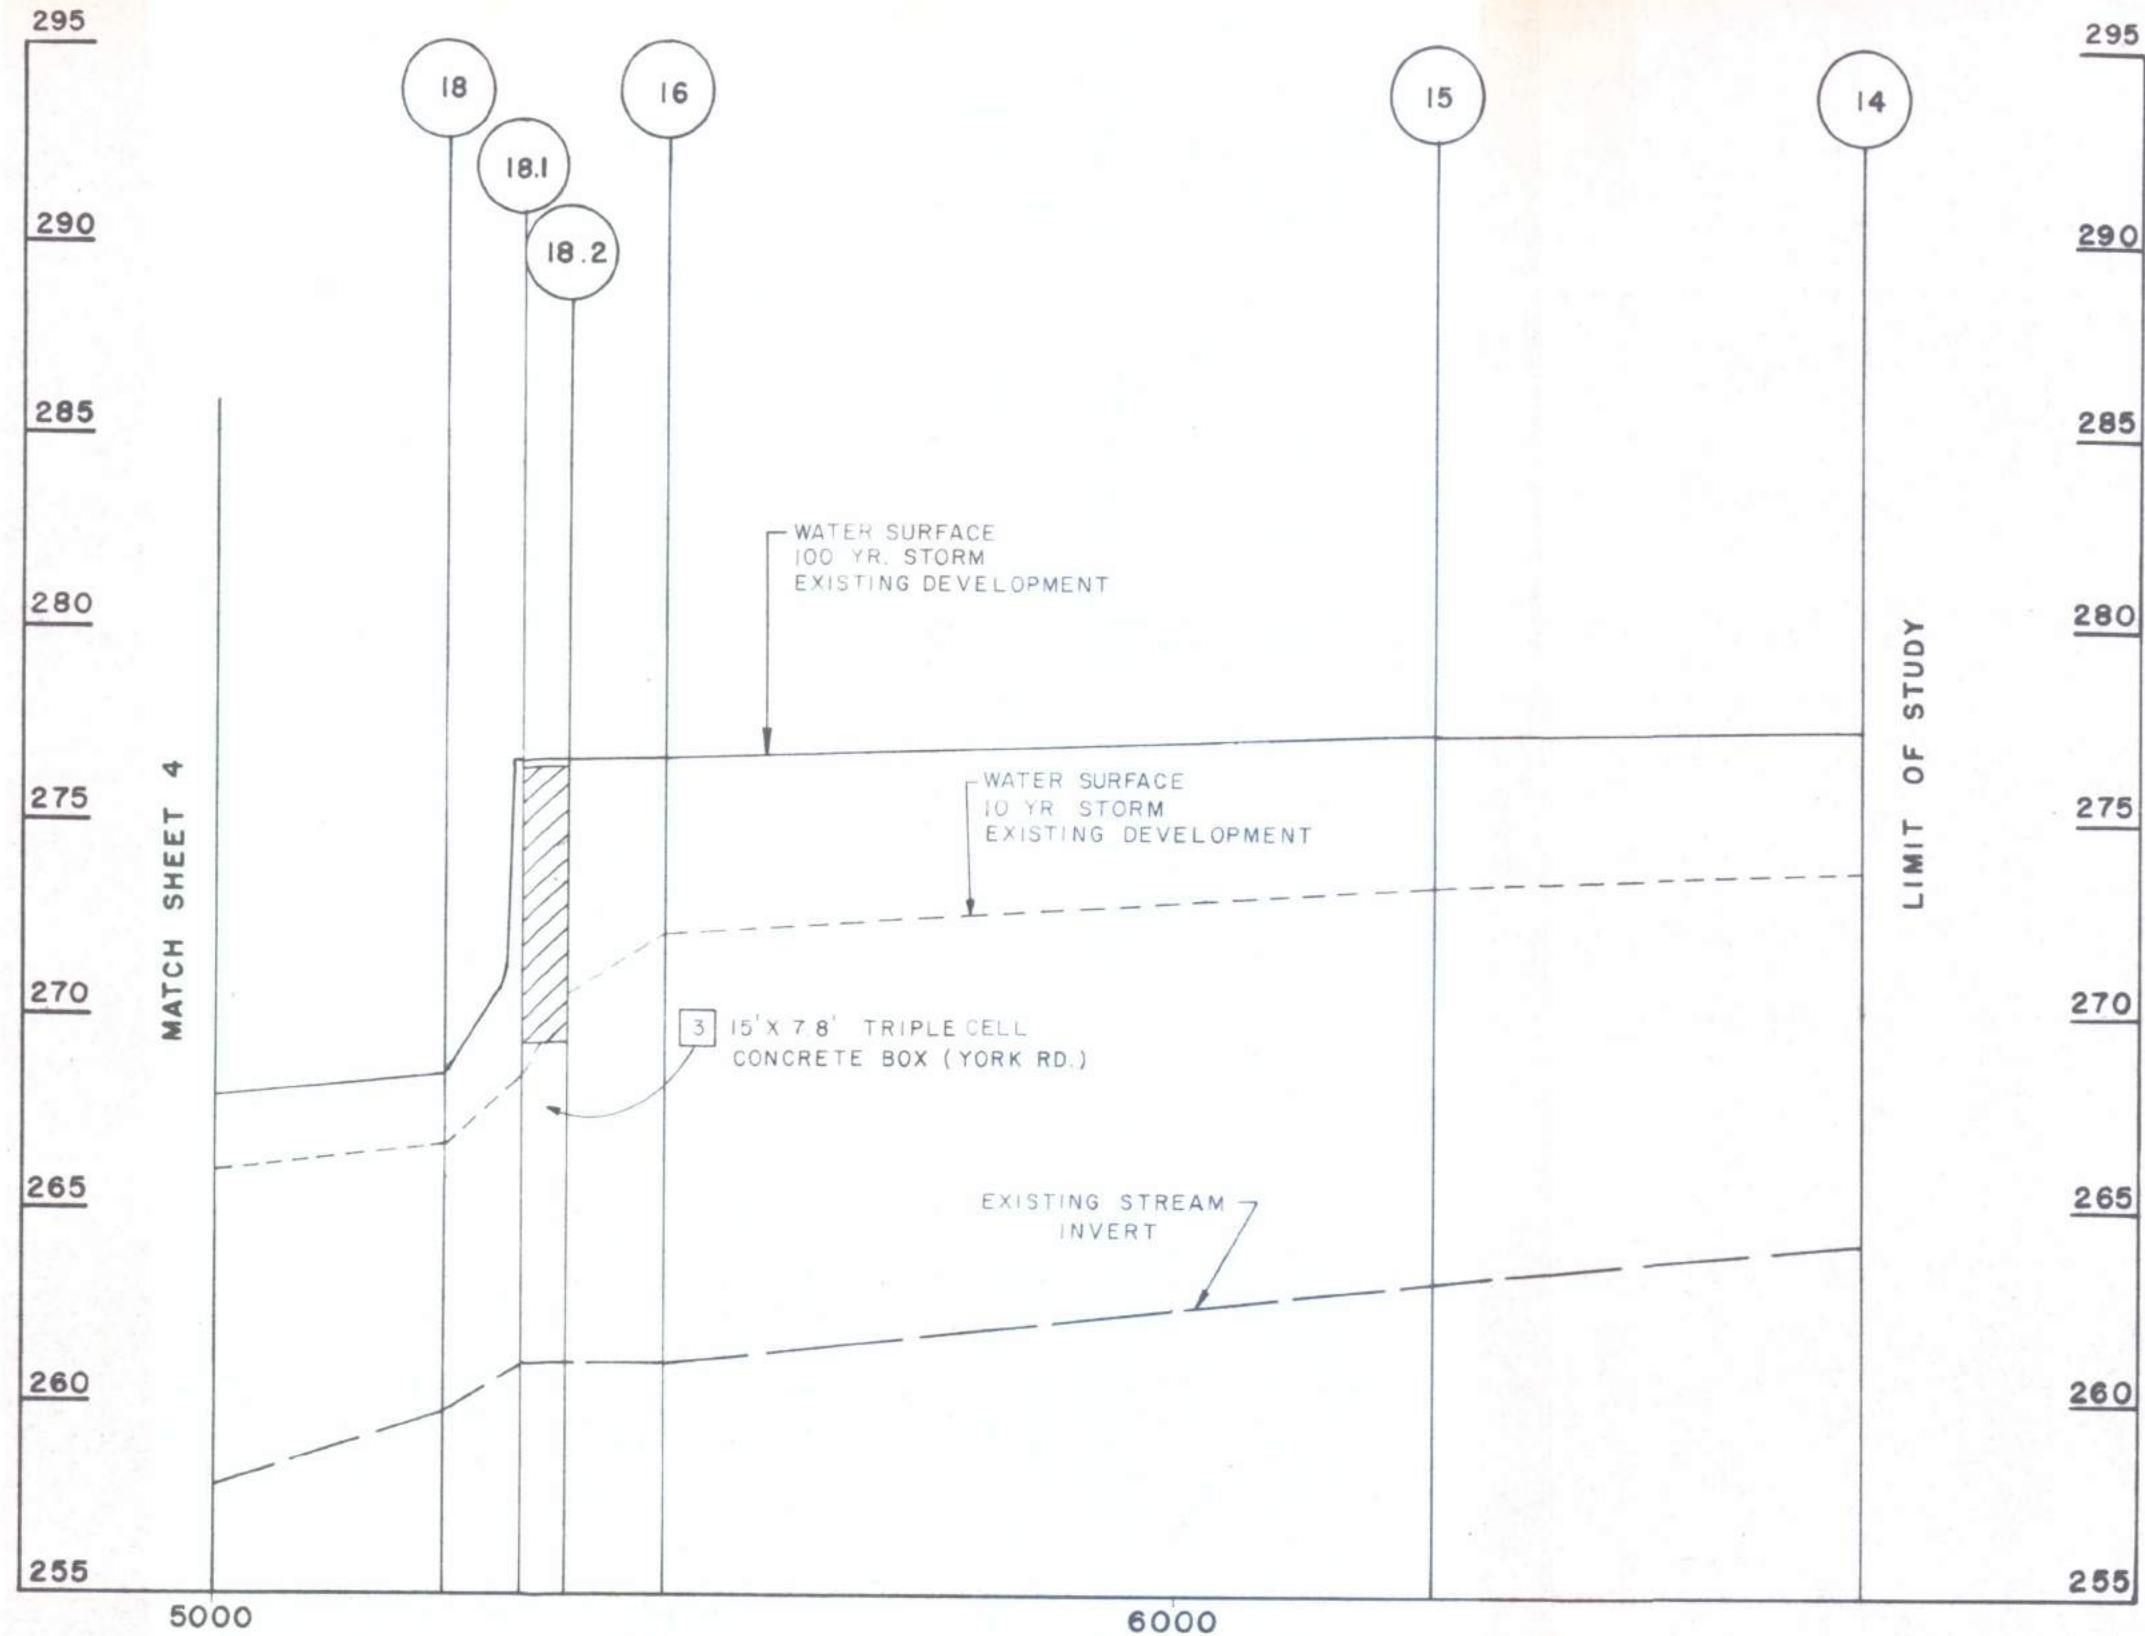 295
295
18
16
15
14
18.1
18.2
290
290
285
285
WATER SURFACE
100 YR. STORM
EXISTING DEVELOPMENT
280
280
LIMIT OF STUDY
MATCH SHEET 4
WATER SURFACE
10 YR STORM
EXISTING DEVELOPMENT
275
275
270
270
3 15' X 7.8' TRIPLE CELL
CONCRETE BOX (YORK RD.)
265
265
EXISTING STREAM
INVERT
260
260
255
255
5000
6000